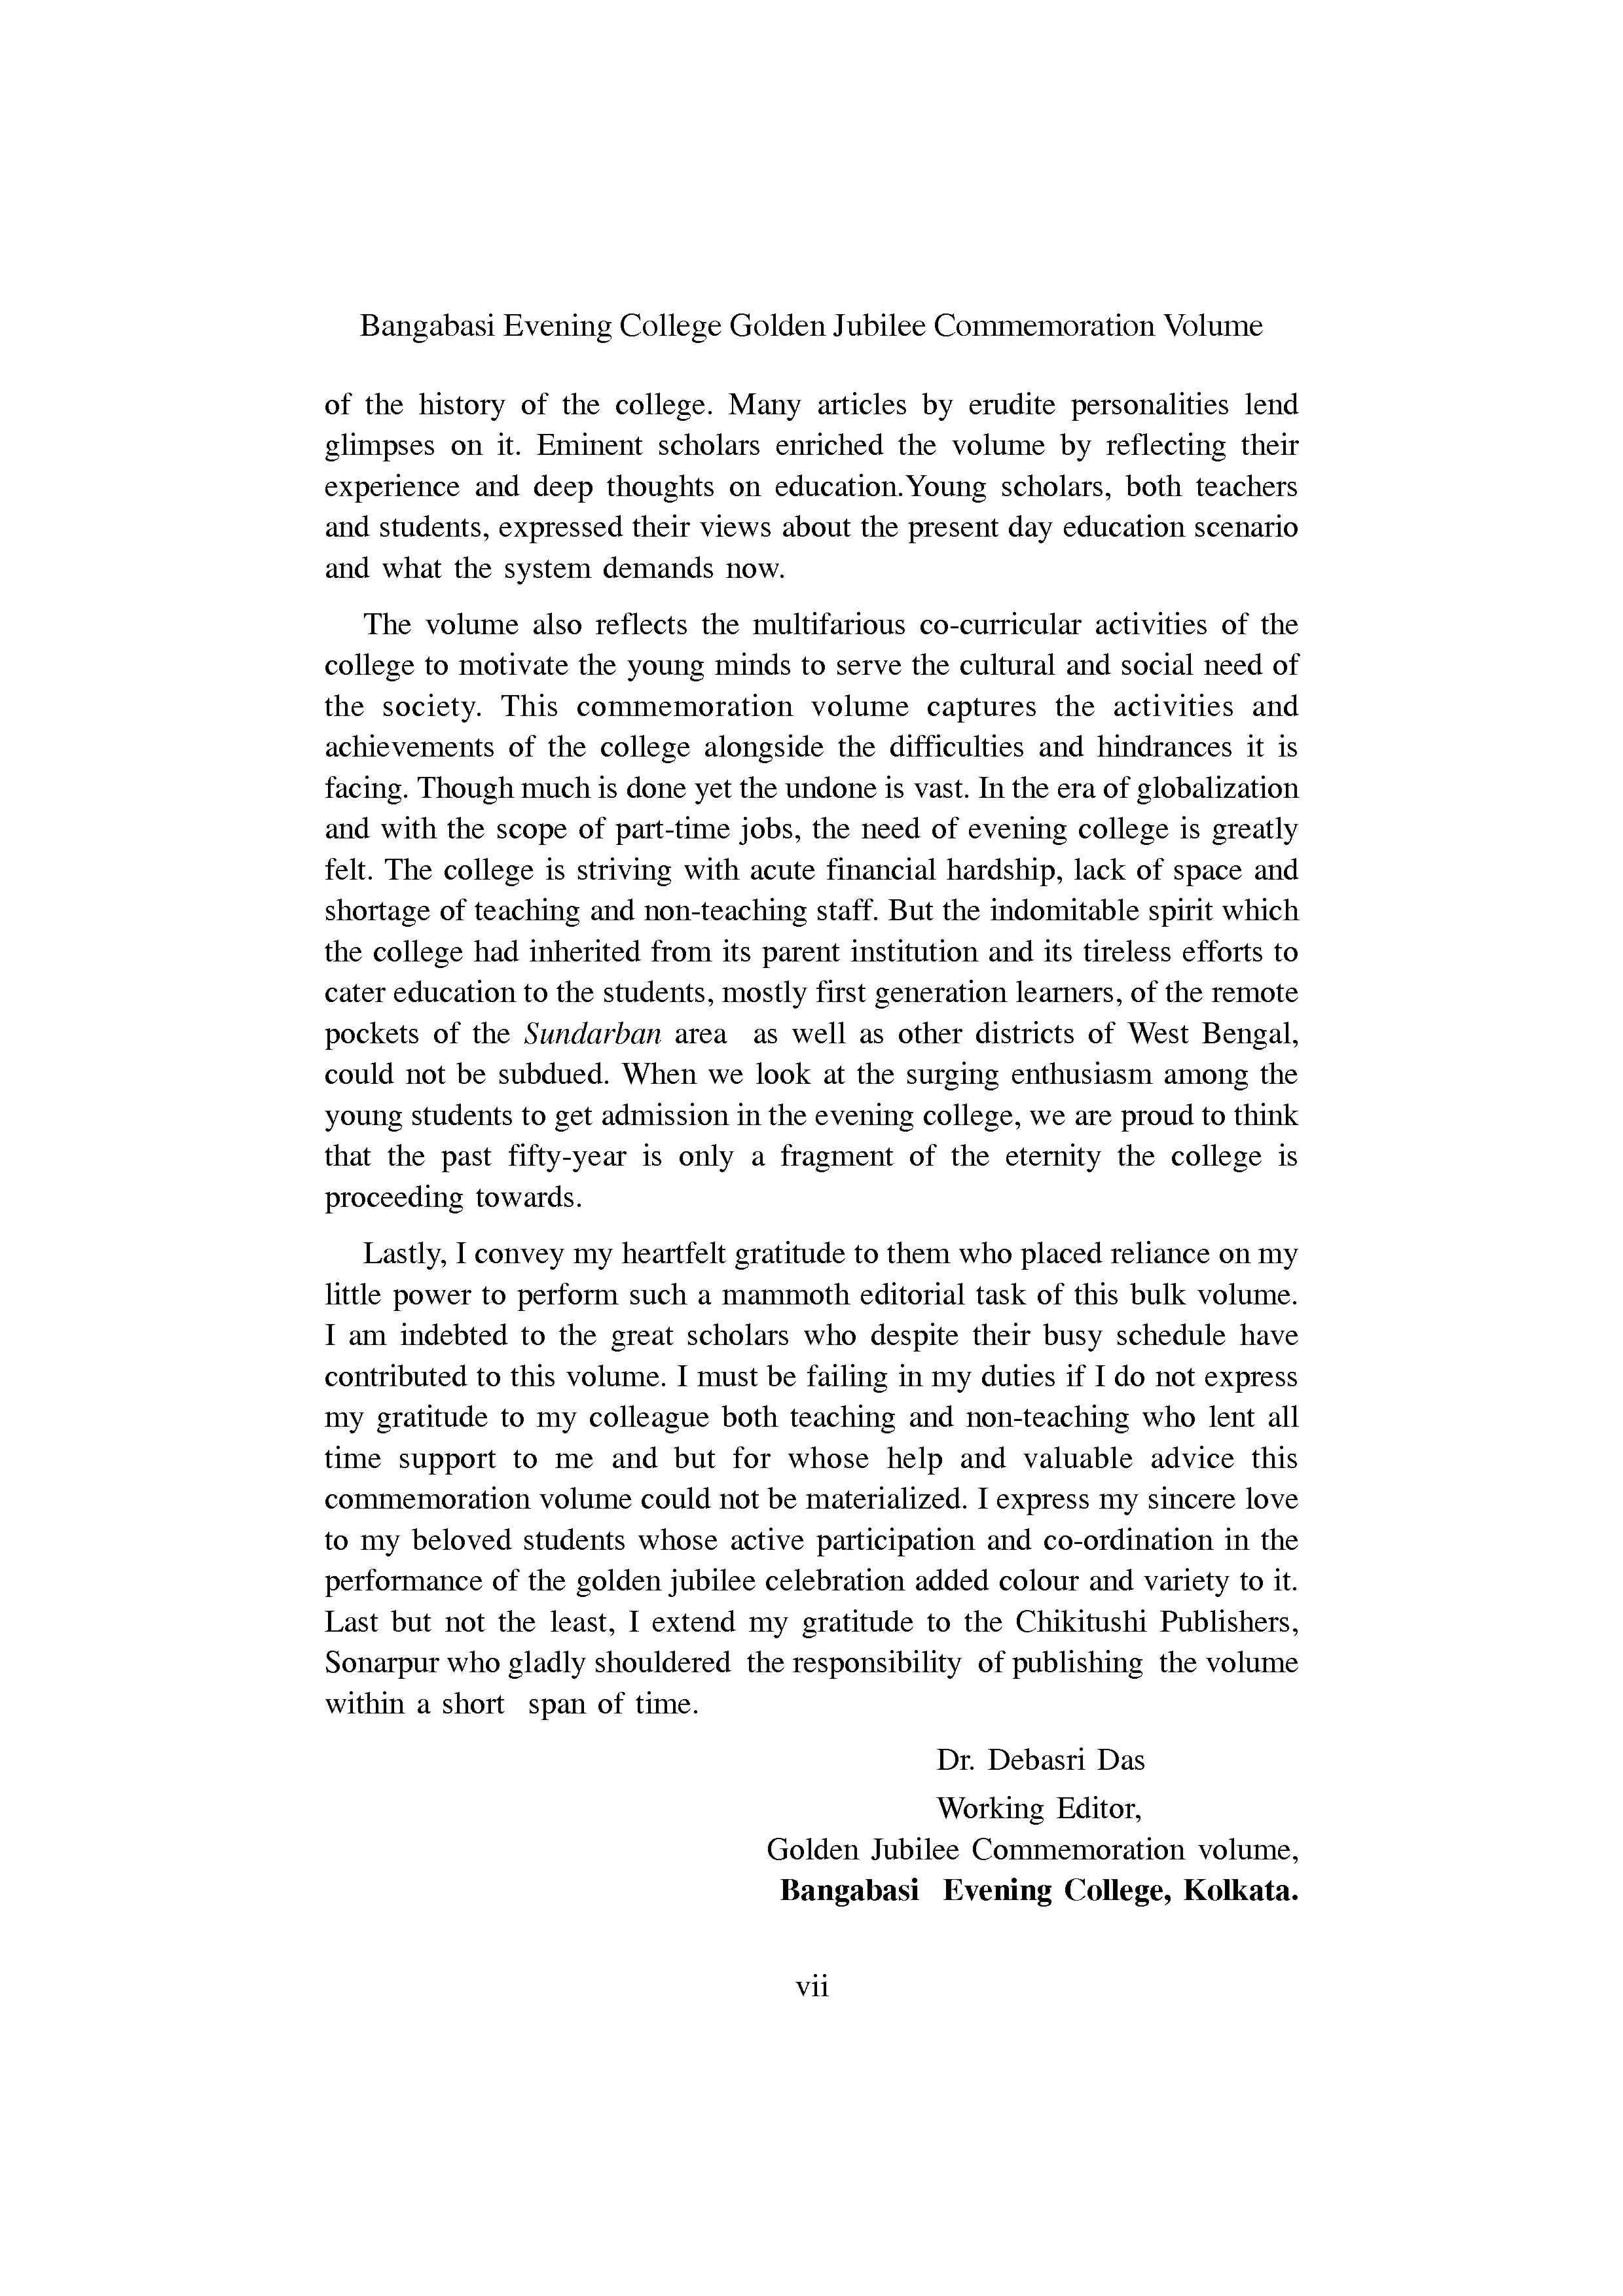 Bangabasi Evening College Golden Jubilee Commemoration Volume
of the history of the college. Many articles by erudite personalities lend
glimpses on it. Eminent scholars enriched the volume by reflecting their
experience and deep thoughts on education.Young scholars, both teachers
and students, expressed their views about the present day education scenario
and what the system demands now.
The volume also reflects the multifarious co-curricular activities of the
college to motivate the young minds to serve the cultural and social need of
the society. This commemoration volume captures the activities and
achievements of the college alongside the difficulties and hindrances it is
facing. Though much is done yet the undone is vast. In the era of globalization
and with the scope of part-time jobs, the need of evening college is greatly
felt. The college is striving with acute financial hardship, lack of space and
shortage of teaching and non-teaching staff. But the indomitable spirit which
the college had inherited from its parent institution and its tireless efforts to
cater education to the students, mostly first generation learners, of the remote
pockets of the Sundarban area as well as other districts of West Bengal,
could not be subdued. When we look at the surging enthusiasm among the
young students to get admission in the evening college, we are proud to think
that the past fifty-year is only a fragment of the eternity the college is
proceeding towards.
Lastly, I convey my heartfelt gratitude to them who placed reliance on my
little power to perform such a mammoth editorial task of this bulk volume.
I am indebted to the great scholars who despite their busy schedule have
contributed to this volume. I must be failing in my duties if I do not express
my gratitude to my colleague both teaching and non-teaching who lent all
time support to me and but for whose help and valuable advice this
commemoration volume could not be materialized. I express my sincere love
to my beloved students whose active participation and co-ordination in the
performance of the golden jubilee celebration added colour and variety to it.
Last but not the least, I extend my gratitude to the Chikitushi Publishers,
Sonarpur who gladly shouldered the responsibility of publishing the volume
within a short span of time.
Dr. Debasri Das
Working Editor,
Golden Jubilee Commemoration volume,
Bangabasi Evening College, Kolkata.
vii